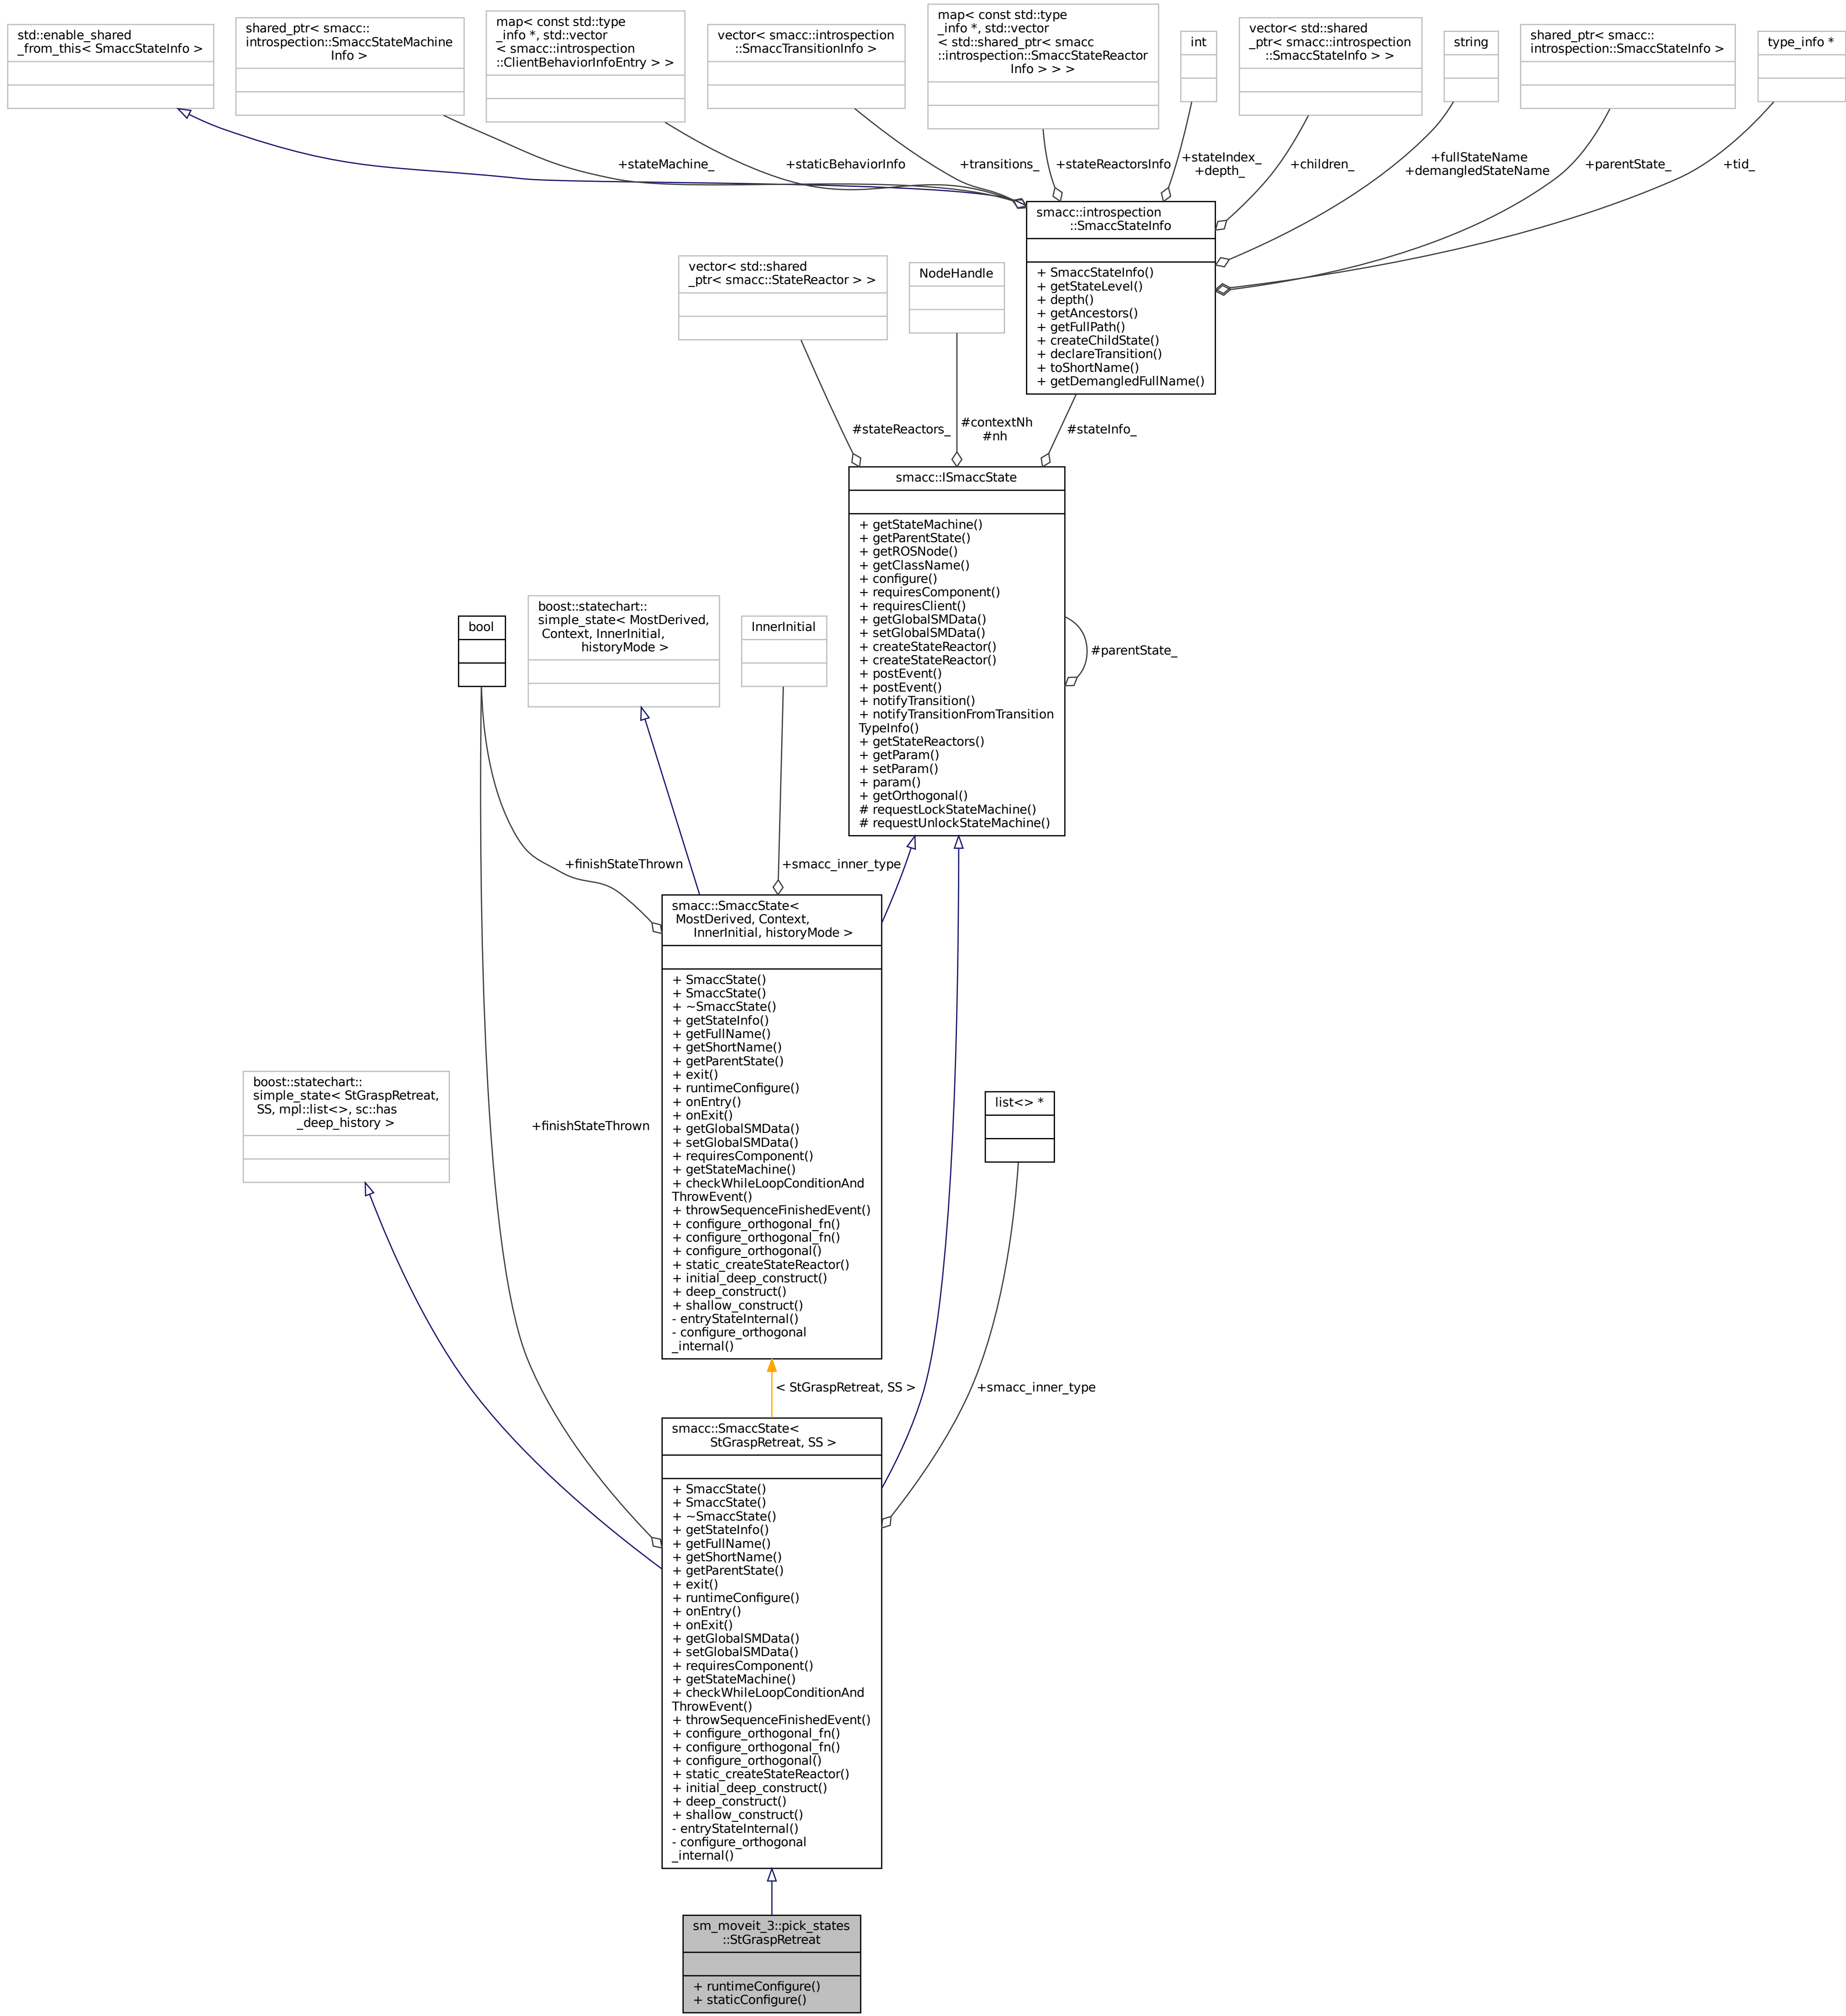 std::enable_shared
_from_this< SmaccStateInfo >
shared_ptr< smacc::
introspection::SmaccStateMachine
Info >
map< const std::type
_info *, std::vector
< smacc::introspection
::ClientBehaviorInfoEntry > >
vector< smacc::introspection
::SmaccTransitionInfo >
map< const std::type
_info *, std::vector
< std::shared_ptr< smacc
::introspection::SmaccStateReactor
Info > > >
int
vector< std::shared
_ptr< smacc::introspection
::SmaccStateInfo > >
string
shared_ptr< smacc::
introspection::SmaccStateInfo >
type_info *
+stateMachine_
+staticBehaviorInfo
+transitions_
+stateReactorsInfo
+stateIndex_
+depth_
+children_
+fullStateName
+demangledStateName
+parentState_
+tid_
smacc::introspection
::SmaccStateInfo
+ SmaccStateInfo()
+ getStateLevel()
+ depth()
+ getAncestors()
+ getFullPath()
+ createChildState()
+ declareTransition()
+ toShortName()
+ getDemangledFullName()
vector< std::shared
_ptr< smacc::StateReactor > >
NodeHandle
#stateReactors_
#contextNh
#nh
#stateInfo_
smacc::ISmaccState
+ getStateMachine()
+ getParentState()
+ getROSNode()
+ getClassName()
+ configure()
+ requiresComponent()
+ requiresClient()
+ getGlobalSMData()
+ setGlobalSMData()
+ createStateReactor()
+ createStateReactor()
+ postEvent()
+ postEvent()
+ notifyTransition()
+ notifyTransitionFromTransition
TypeInfo()
+ getStateReactors()
+ getParam()
+ setParam()
+ param()
+ getOrthogonal()
# requestLockStateMachine()
# requestUnlockStateMachine()
#parentState_
bool
boost::statechart::
simple_state< MostDerived,
Context, InnerInitial,
historyMode >
InnerInitial
+finishStateThrown
+smacc_inner_type
smacc::SmaccState<
MostDerived, Context,
InnerInitial, historyMode >
+ SmaccState()
+ SmaccState()
+ ~SmaccState()
+ getStateInfo()
+ getFullName()
+ getShortName()
+ getParentState()
+ exit()
+ runtimeConfigure()
+ onEntry()
+ onExit()
+ getGlobalSMData()
+ setGlobalSMData()
+ requiresComponent()
+ getStateMachine()
+ checkWhileLoopConditionAnd
ThrowEvent()
+ throwSequenceFinishedEvent()
+ configure_orthogonal_fn()
+ configure_orthogonal_fn()
+ configure_orthogonal()
+ static_createStateReactor()
+ initial_deep_construct()
+ deep_construct()
+ shallow_construct()
- entryStateInternal()
- configure_orthogonal
_internal()
boost::statechart::
simple_state< StGraspRetreat,
SS, mpl::list<>, sc::has
_deep_history >
+finishStateThrown
list<> *
< StGraspRetreat, SS >
+smacc_inner_type
smacc::SmaccState<
StGraspRetreat, SS >
+ SmaccState()
+ SmaccState()
+ ~SmaccState()
+ getStateInfo()
+ getFullName()
+ getShortName()
+ getParentState()
+ exit()
+ runtimeConfigure()
+ onEntry()
+ onExit()
+ getGlobalSMData()
+ setGlobalSMData()
+ requiresComponent()
+ getStateMachine()
+ checkWhileLoopConditionAnd
ThrowEvent()
+ throwSequenceFinishedEvent()
+ configure_orthogonal_fn()
+ configure_orthogonal_fn()
+ configure_orthogonal()
+ static_createStateReactor()
+ initial_deep_construct()
+ deep_construct()
+ shallow_construct()
- entryStateInternal()
- configure_orthogonal
_internal()
sm_moveit_3::pick_states
::StGraspRetreat
+ runtimeConfigure()
+ staticConfigure()